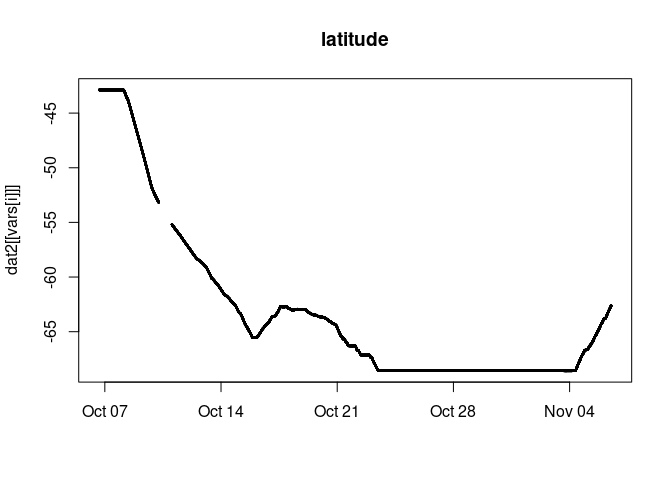 latitude
dat2[[vars[i]]]
-45
-50
-55
-60
-65
Oct 07
Oct 14
Oct 21
Oct 28
Nov 04